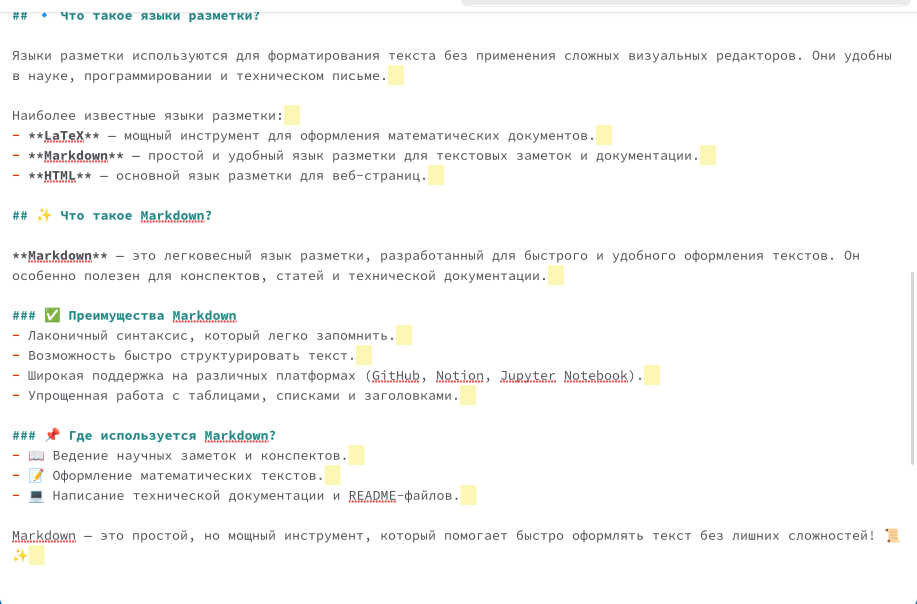 ## 🔹 Что такое языки разметки?
Языки разметки используются для форматирования текста без применения сложных визуальных редакторов. Они удобны
в науке, программировании и техническом письме.
Наиболее известные языки разметки:
- **LaTeX** — мощный инструмент для оформления математических документов.
- **Markdown** — простой и удобный язык разметки для текстовых заметок и документации.
- **HTML** — основной язык разметки для веб-страниц.
## ✨ Что такое Markdown?
**Markdown** — это легковесный язык разметки, разработанный для быстрого и удобного оформления текстов. Он
особенно полезен для конспектов, статей и технической документации.
### ✅ Преимущества Markdown
- Лаконичный синтаксис, который легко запомнить.
- Возможность быстро структурировать текст.
- Широкая поддержка на различных платформах (GitHub, Notion, Jupyter Notebook).
- Упрощенная работа с таблицами, списками и заголовками.
### 📌 Где используется Markdown?
- 📖 Ведение научных заметок и конспектов.
- 📝 Оформление математических текстов.
- 💻 Написание технической документации и README-файлов.
Markdown — это простой, но мощный инструмент, который помогает быстро оформлять текст без лишних сложностей! 📜
✨